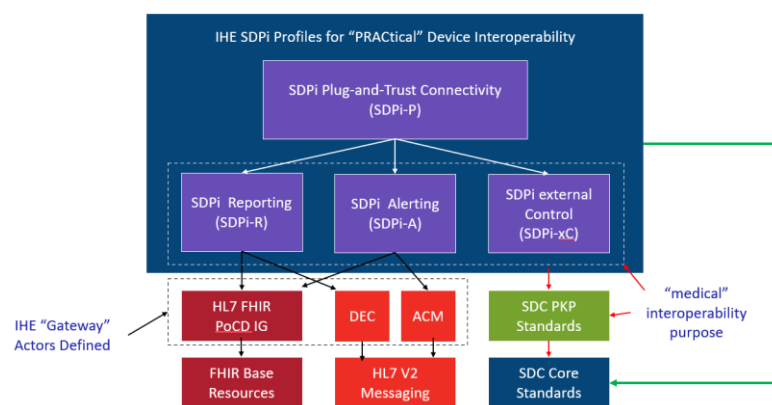 IHE SDPi Profiles for “PRACtical” Device Interoperability
SDPi Plug-and-Trust Connectivity
(SDPi-P)
SDPi Reporting
(SDPi-R)
SDPi Alerting
(SDPi-A)
SDPi external
Control
(SDPi-xC)
IHE “Gateway”
Actors Defined
HL7 FHIR
PoCD IG
DEC
ACM
SDC PKP
Standards
“medical”
interoperability
purpose
FHIR Base
Resources
HL7 V2
Messaging
SDC Core
Standards